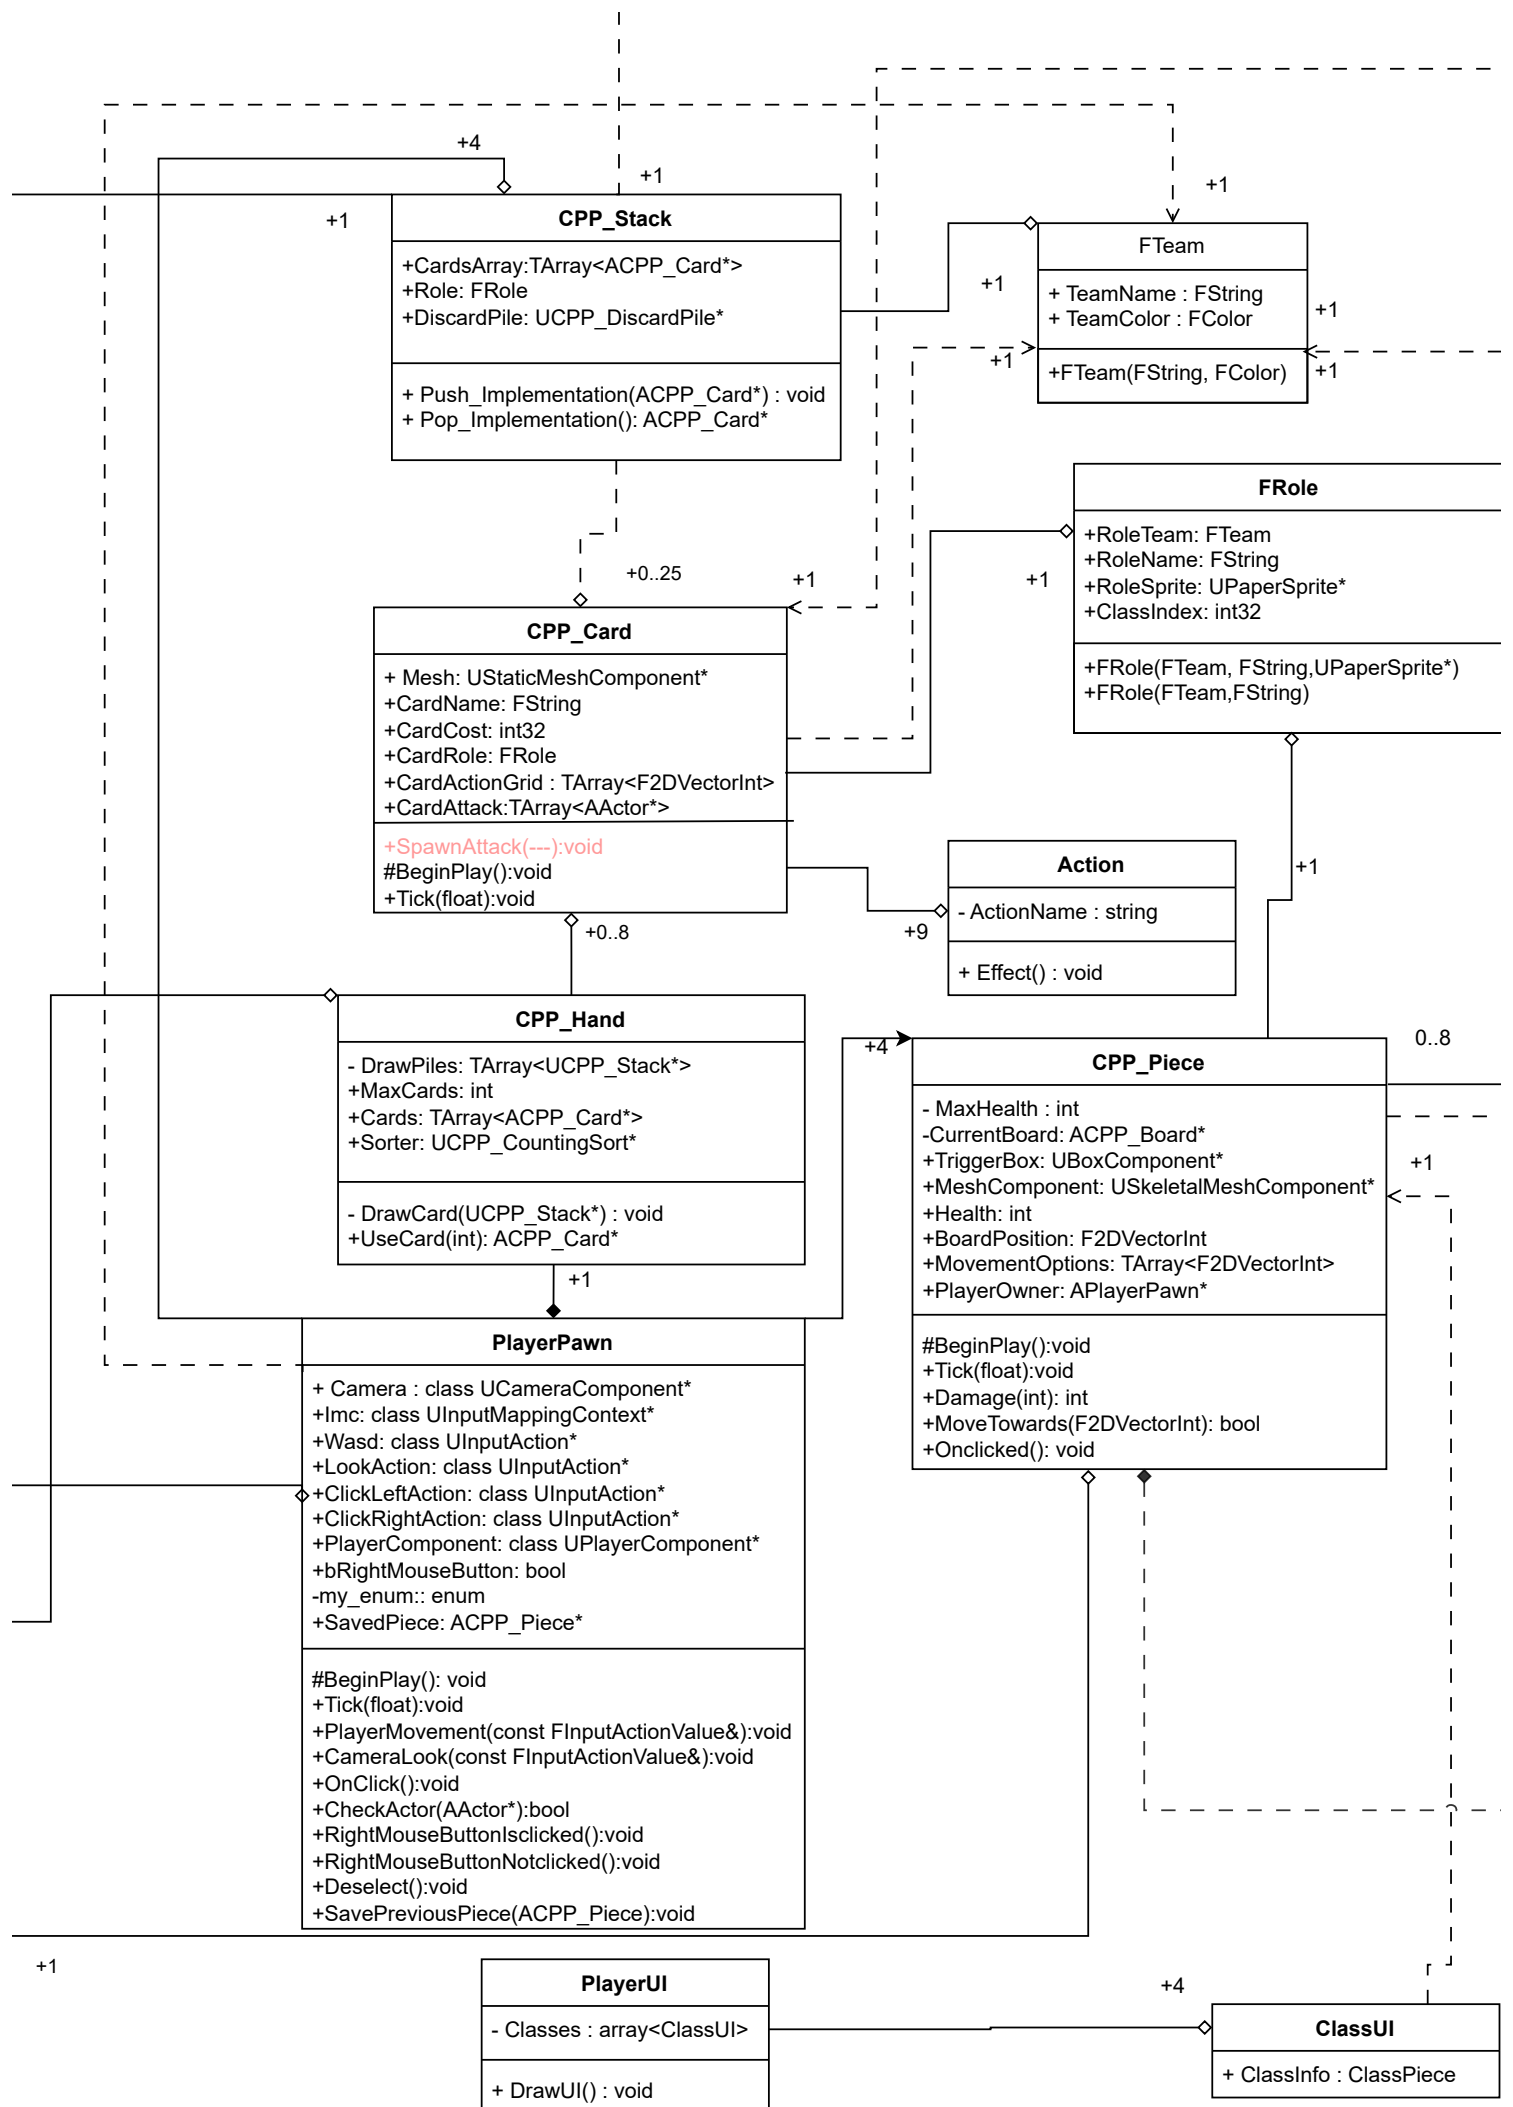 +4
+1
+1
+1
CPP_Stack
+CardsArray:TArray<ACPP_Card*>
+Role: FRole
+DiscardPile: UCPP_DiscardPile*
+ Push_Implementation(ACPP_Card*) : void
+ Pop_Implementation(): ACPP_Card*
FTeam
+ TeamName : FString
+ TeamColor : FColor
+FTeam(FString, FColor)
+1
+1
+1
+1
FRole
+RoleTeam: FTeam
+RoleName: FString
+RoleSprite: UPaperSprite*
+ClassIndex: int32
+FRole(FTeam, FString,UPaperSprite*)
+FRole(FTeam,FString)
+0..25
+1
+1
CPP_Card
+ Mesh: UStaticMeshComponent*
+CardName: FString
+CardCost: int32
+CardRole: FRole
+CardActionGrid : TArray<F2DVectorInt>
+CardAttack:TArray<AActor*>
+SpawnAttack(---):void
#BeginPlay():void
+Tick(float):void
Action
- ActionName : string
+ Effect() : void
+1
+9
+0..8
CPP_Hand
- DrawPiles: TArray<UCPP_Stack*>
+MaxCards: int
+Cards: TArray<ACPP_Card*>
+Sorter: UCPP_CountingSort*
- DrawCard(UCPP_Stack*) : void
+UseCard(int): ACPP_Card*
+4
0..8
CPP_Piece
- MaxHealth : int
-CurrentBoard: ACPP_Board*
+TriggerBox: UBoxComponent*
+MeshComponent: USkeletalMeshComponent*
+Health: int
+BoardPosition: F2DVectorInt
+MovementOptions: TArray<F2DVectorInt>
+PlayerOwner: APlayerPawn*
#BeginPlay():void
+Tick(float):void
+Damage(int): int
+MoveTowards(F2DVectorInt): bool
+Onclicked(): void
+1
+1
PlayerPawn
+ Camera : class UCameraComponent*
+Imc: class UInputMappingContext*
+Wasd: class UInputAction*
+LookAction: class UInputAction*
+ClickLeftAction: class UInputAction*
+ClickRightAction: class UInputAction*
+PlayerComponent: class UPlayerComponent*
+bRightMouseButton: bool
-my_enum:: enum
+SavedPiece: ACPP_Piece*
#BeginPlay(): void
+Tick(float):void
+PlayerMovement(const FInputActionValue&):void
+CameraLook(const FInputActionValue&):void
+OnClick():void
+CheckActor(AActor*):bool
+RightMouseButtonIsclicked():void
+RightMouseButtonNotclicked():void
+Deselect():void
+SavePreviousPiece(ACPP_Piece):void
+1
PlayerUI
- Classes : array<ClassUI>
+ DrawUI() : void
+4
ClassUI
+ ClassInfo : ClassPiece